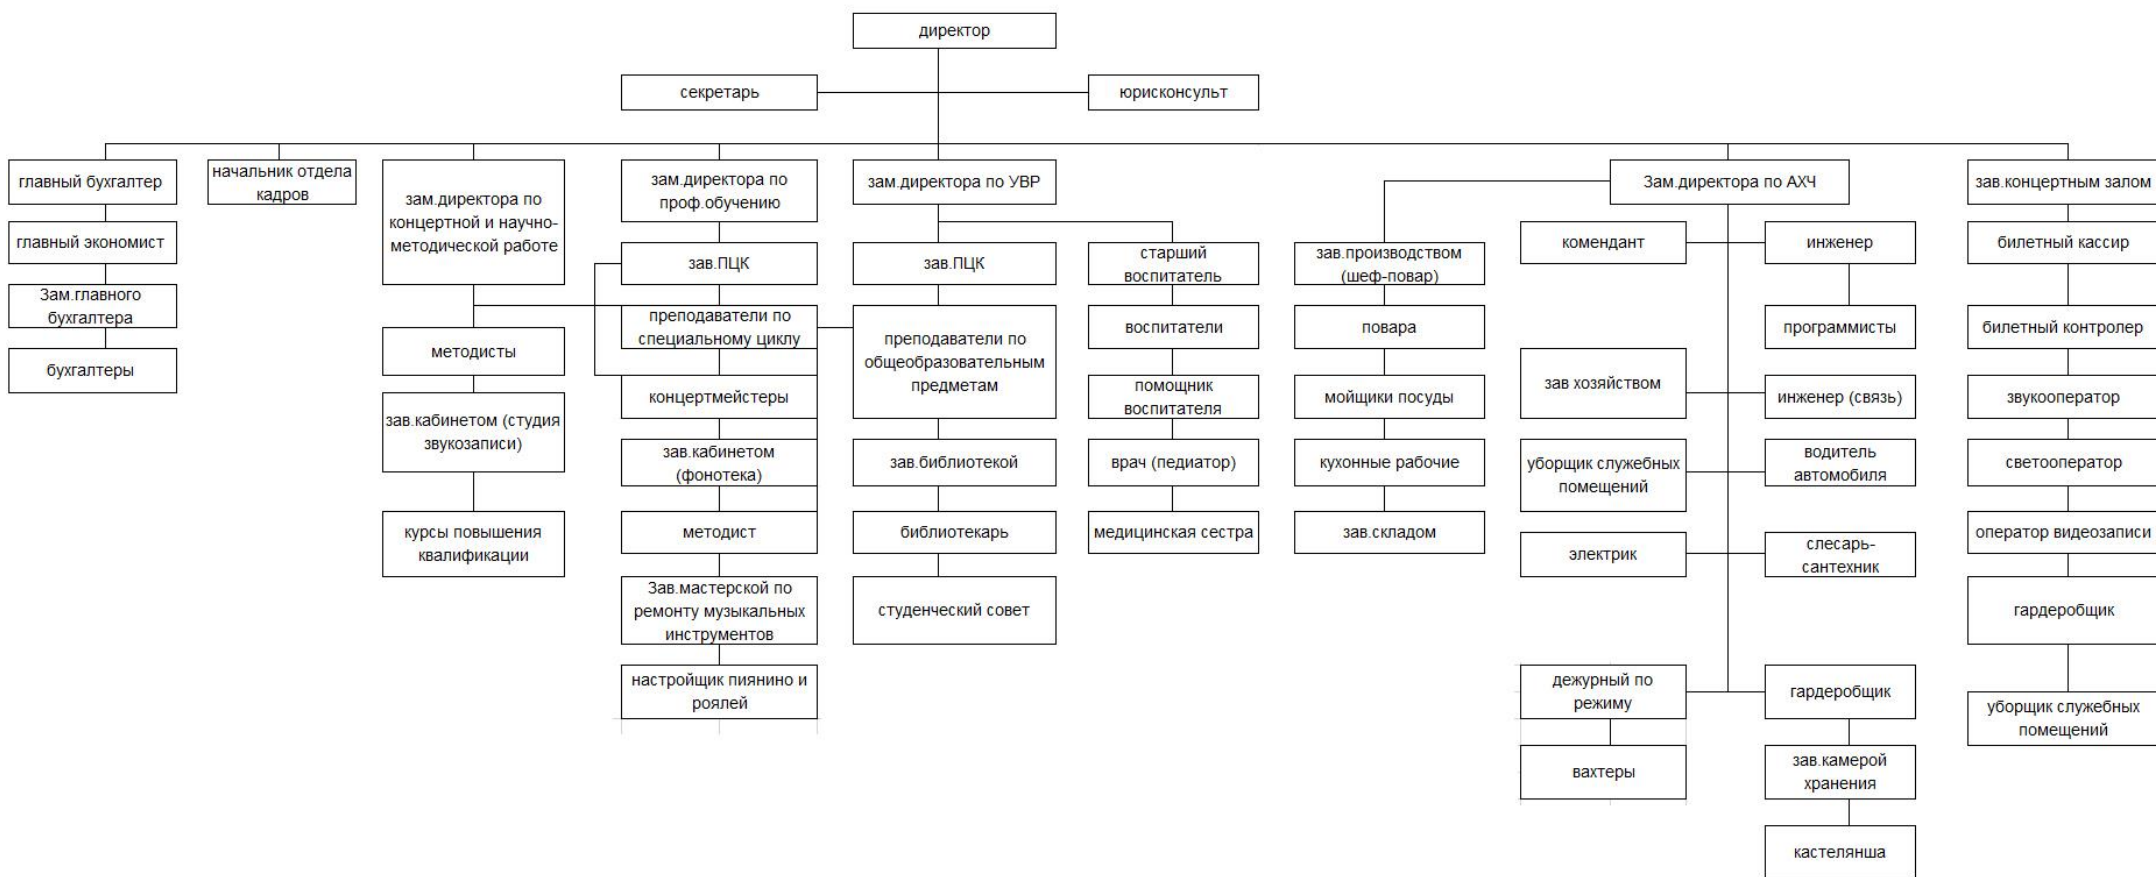 директор
секретарь
юрисконсульт
главный бухгалтер
начальник отдела
кадров
зам.директора по
концертной и научно-
методической работе
зам.директора по
проф.обучению
зам.директора по УВР
Зам.директора по АХЧ
зав.концертным залом
главный экономист
Зам.главного
бухгалтера
бухгалтеры
методисты
зав.кабинетом (студия
звукозаписи)
курсы повышения
квалификации
зав.ПЦК
преподаватели по
специальному циклу
концертмейстеры
зав.кабинетом
(фонотека)
методист
Зав.мастерской по
ремонту музыкальных
инструментов
настройщик пиянино и
роялей
зав.ПЦК
преподаватели по
общеобразовательным
предметам
зав.библиотекой
библиотекарь
студенческий совет
старший
воспитатель
воспитатели
помощник
воспитателя
врач (педиатор)
медицинская сестра
зав.производством
(шеф-повар)
повара
мойщики посуды
кухонные рабочие
зав.складом
комендант
инженер
программисты
зав хозяйством
инженер (связь)
уборщик служебных
помещений
водитель
автомобиля
электрик
слесарь-
сантехник
дежурный по
режиму
гардеробщик
вахтеры
зав.камерой
хранения
кастелянша
билетный кассир
билетный контролер
звукооператор
светооператор
оператор видеозаписи
гардеробщик
уборщик служебных
помещений